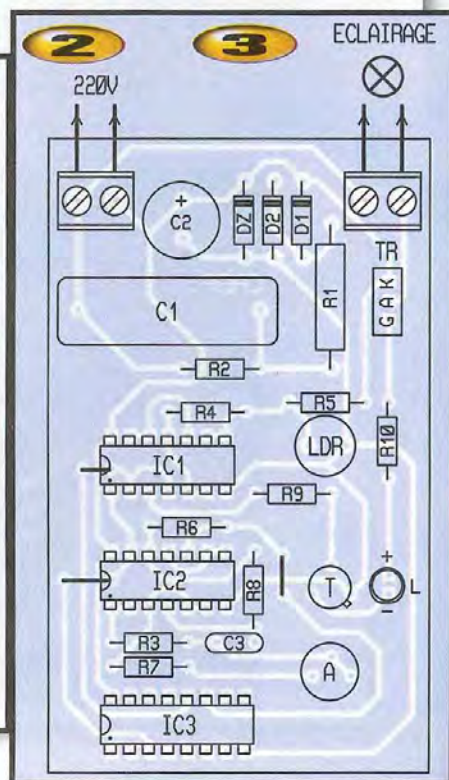 2 3
ECLAIRAGE
220V
+
C2
DZ
D2
D1
TR
G A K
R1
C1
R2
R4
R5
LDR
R10
IC1
R9
R6
IC2
R8
T
+
L
-
R3
C3
R7
A
IC3